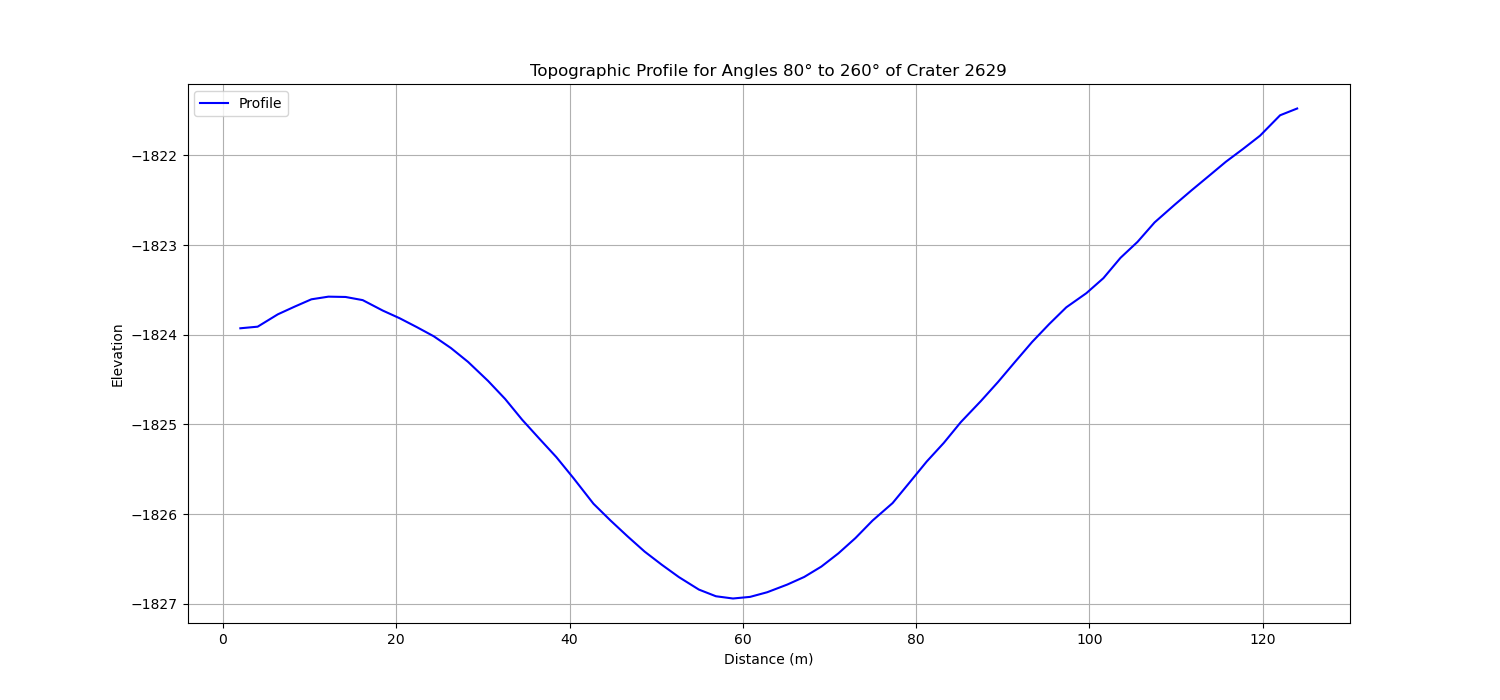 Topographic Profile for Angles 80° to 260° of Crater 2629
Profile
Elevation
−1822
−1823
−1824
−1825
−1826
−1827
0 20 40 60 80 100 120
Distance (m)